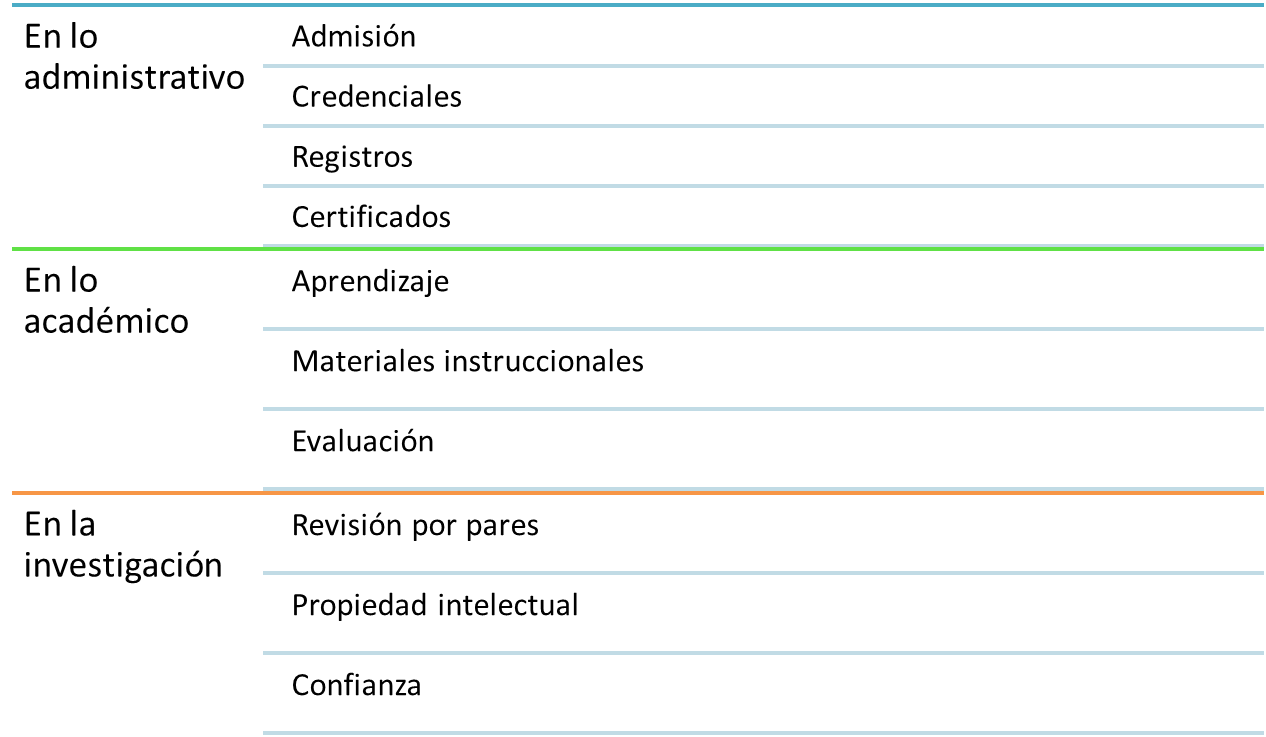 En lo
administrativo
Admisión
Credenciales
Registros
Certificados
En lo
académico
Aprendizaje
Materiales instruccionales
Evaluación
En la
investigación
Revisión por pares
Propiedad intelectual
Confianza